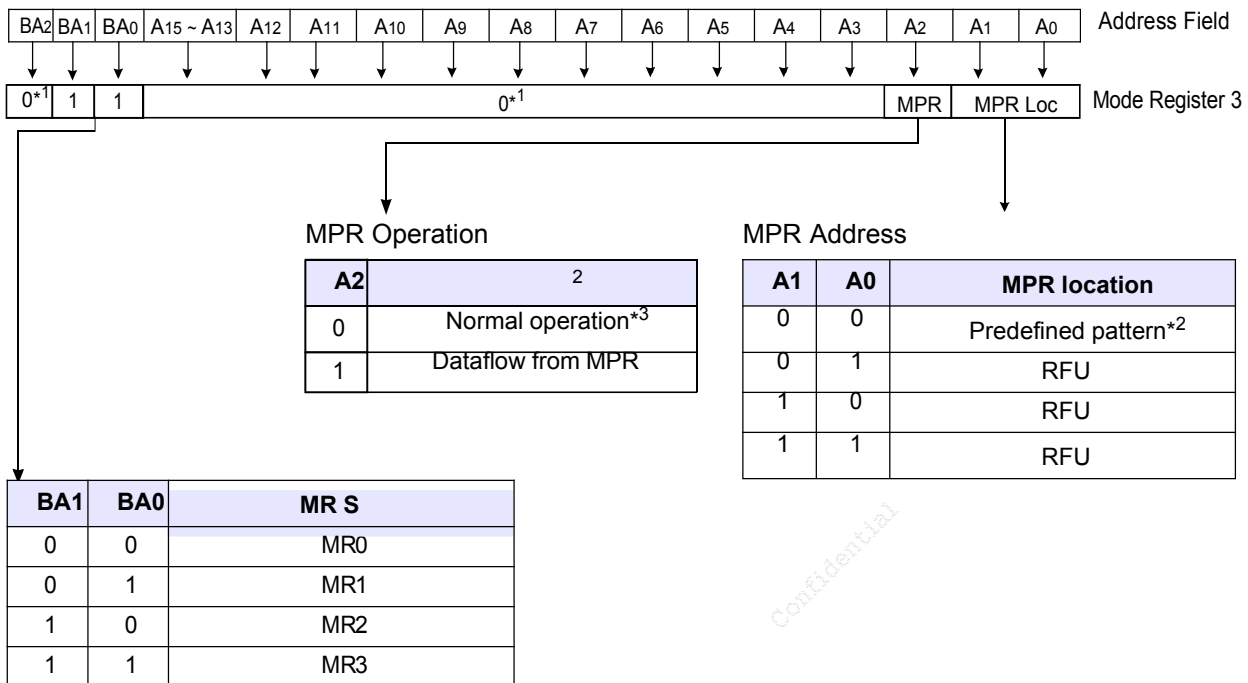 BA2 BA1 BA0 A15 ~ A13 A12 A11 A10 A9 A8 A7 A6 A5 A4 A3 A2 A1 A0 Address Field
0*1 1 1 0*1 MPR MPR Loc Mode Register 3
MPR Operation
A2 2
0 Normal operation*3
1 Dataflow from MPR
MPR Address
A1 A0 MPR location
0 0 Predefined pattern*2
0 1 RFU
1 0 RFU
1 1 RFU
BA1 BA0 MR S
0 0 MR0
0 1 MR1
1 0 MR2
1 1 MR3
Confidential